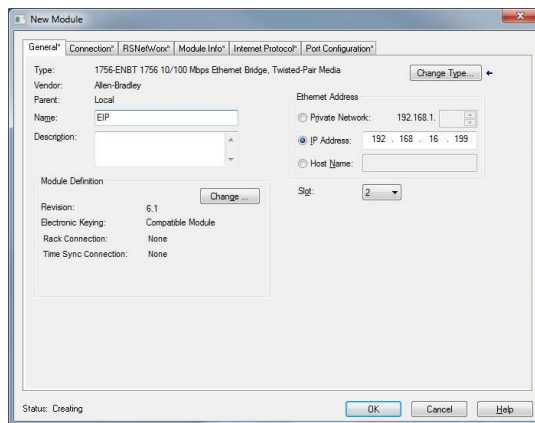 New Module
General* Connection* RSNetWorx* Module Info* Internet Protocol* Port Configuration*
Type: 1756-ENBT 1756 10/100 Mbps Ethernet Bridge, Twisted-Pair Media
Change Type...
Vendor: Allen-Bradley
Parent: Local
Name: EIP
Description:
Ethernet Address
Private Network: 192.168.1.
IP Address: 192 . 168 . 16 . 199
Host Name:
Slot: 2
Module Definition
Change ...
Revision: 6.1
Electronic Keying: Compatible Module
Rack Connection: None
Time Sync Connection: None
Status: Creating
OK
Cancel
Help